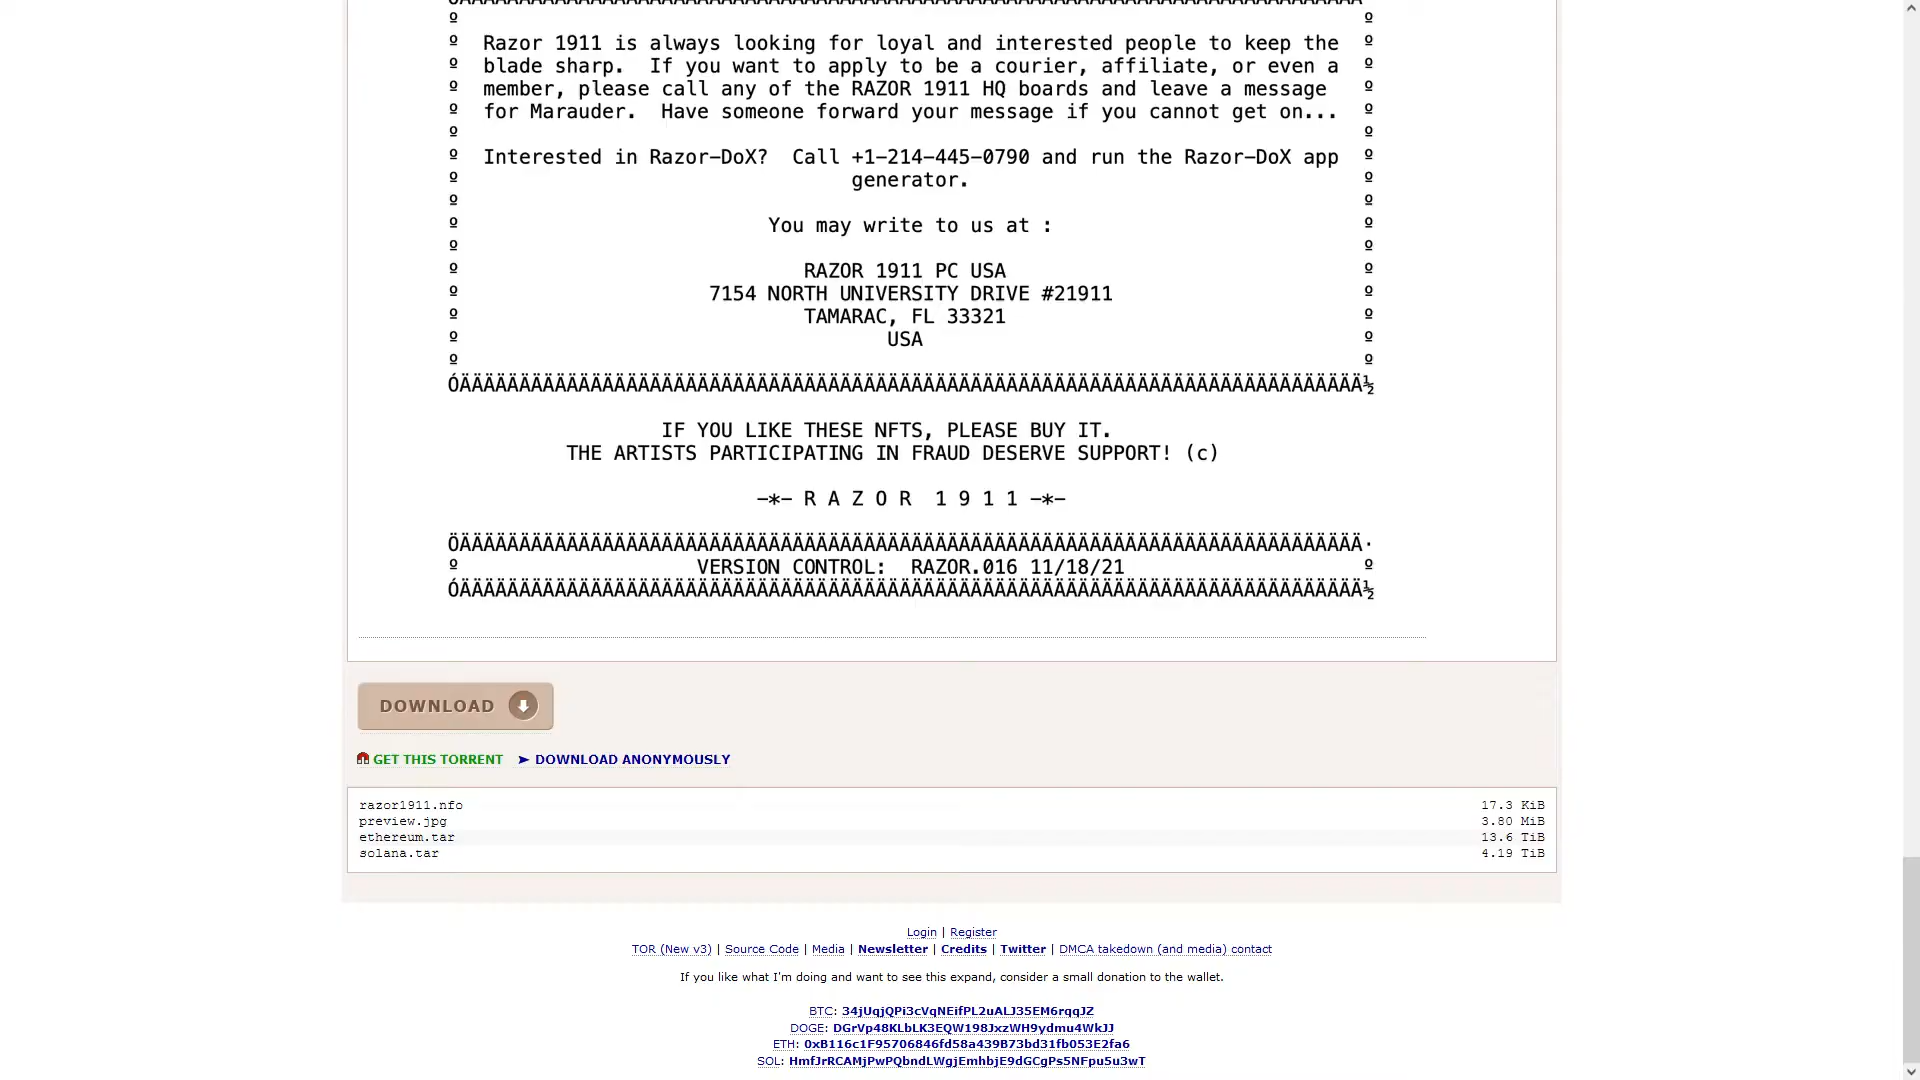 ÓÄÄÄÄÄÄÄÄÄÄÄÄÄÄÄÄÄÄÄÄÄÄÄÄÄÄÄÄÄÄÄÄÄÄÄÄÄÄÄÄÄÄÄÄÄÄÄÄÄÄÄÄÄÄÄÄÄÄÄÄÄÄÄÄÄÄÄÄÄÄÄÄÄÄÄÄ
º º
º Razor 1911 is always looking for loyal and interested people to keep the º
º blade sharp. If you want to apply to be a courier, affiliate, or even a º
º member, please call any of the RAZOR 1911 HQ boards and leave a message º
º for Marauder. Have someone forward your message if you cannot get on... º
º º
º Interested in Razor-DoX? Call +1-214-445-0790 and run the Razor-DoX app º
º generator. º
º º
º You may write to us at : º
º º
º RAZOR 1911 PC USA º
º 7154 NORTH UNIVERSITY DRIVE #21911 º
º TAMARAC, FL 33321 º
º USA º
º º
ÓÄÄÄÄÄÄÄÄÄÄÄÄÄÄÄÄÄÄÄÄÄÄÄÄÄÄÄÄÄÄÄÄÄÄÄÄÄÄÄÄÄÄÄÄÄÄÄÄÄÄÄÄÄÄÄÄÄÄÄÄÄÄÄÄÄÄÄÄÄÄÄÄÄÄÄÄ½
IF YOU LIKE THESE NFTS, PLEASE BUY IT.
THE ARTISTS PARTICIPATING IN FRAUD DESERVE SUPPORT! (c)
-*- R A Z O R 1 9 1 1 -*-
ÖÄÄÄÄÄÄÄÄÄÄÄÄÄÄÄÄÄÄÄÄÄÄÄÄÄÄÄÄÄÄÄÄÄÄÄÄÄÄÄÄÄÄÄÄÄÄÄÄÄÄÄÄÄÄÄÄÄÄÄÄÄÄÄÄÄÄÄÄÄÄÄÄÄÄÄÄ·
º VERSION CONTROL: RAZOR.016 11/18/21 º
ÓÄÄÄÄÄÄÄÄÄÄÄÄÄÄÄÄÄÄÄÄÄÄÄÄÄÄÄÄÄÄÄÄÄÄÄÄÄÄÄÄÄÄÄÄÄÄÄÄÄÄÄÄÄÄÄÄÄÄÄÄÄÄÄÄÄÄÄÄÄÄÄÄÄÄÄÄ½
DOWNLOAD
GET THIS TORRENT ► DOWNLOAD ANONYMOUSLY
razor1911.nfo 17.3 KiB
preview.jpg 3.80 MiB
ethereum.tar 13.6 TiB
solana.tar 4.19 TiB
Login | Register
TOR (New v3) | Source Code | Media | Newsletter | Credits | Twitter | DMCA takedown (and media) contact
If you like what I'm doing and want to see this expand, consider a small donation to the wallet.
BTC: 34jUqjQPi3cVqNEifPL2uALJ35EM6rqqJZ
DOGE: DGrVp48KLbLK3EQW198JxzWH9ydmu4WkJJ
ETH: 0xB116c1F95706846fd58a439B73bd31fb053E2fa6
SOL: HmfJrRCAMjPwPQbndLWgjEmhbjE9dGCgPs5NFpu5u3wT